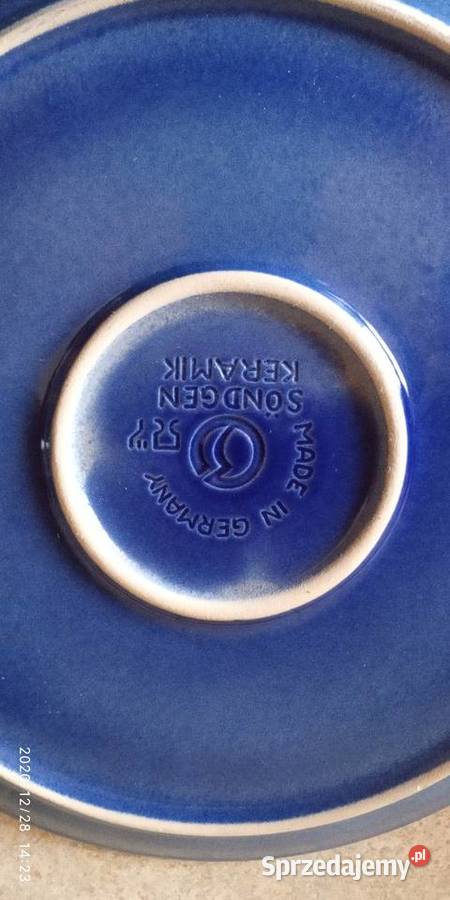 MADE IN GERMANY
SÖNDGEN
KERAMIK
2020/12/28 14:23
Sprzedajemy.pl